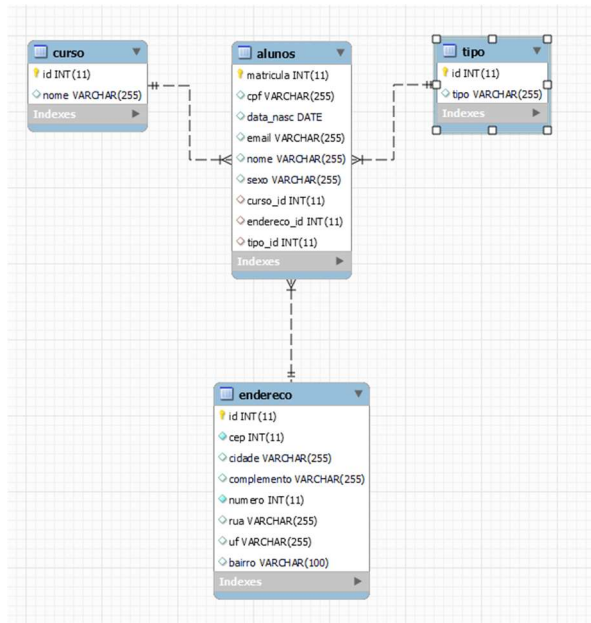 curso
id INT(11)
nome VARCHAR(255)
Indexes
alunos
matricula INT(11)
cpf VARCHAR(255)
data_nasc DATE
email VARCHAR(255)
nome VARCHAR(255)
sexo VARCHAR(255)
curso_id INT(11)
endereco_id INT(11)
tipo_id INT(11)
Indexes
tipo
id INT(11)
tipo VARCHAR(255)
Indexes
endereco
id INT(11)
cep INT(11)
cidade VARCHAR(255)
complemento VARCHAR(255)
numero INT(11)
rua VARCHAR(255)
uf VARCHAR(255)
bairro VARCHAR(100)
Indexes